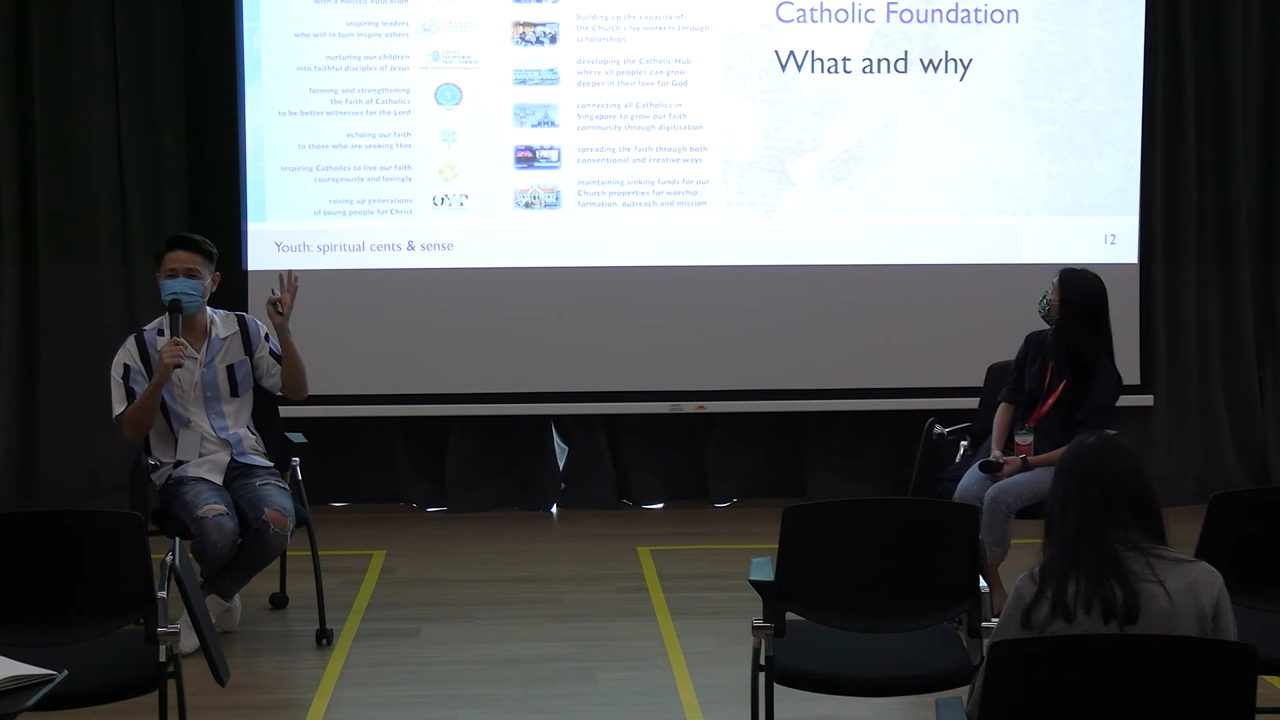 with a holistic education
inspiring leaders
who will in turn inspire others
nurturing our children
into faithful disciples of Jesus
forming and strengthening
the faith of Catholics
to be better witnesses for the Lord
echoing our faith
to those who are seeking Him
inspiring Catholics to live our faith
courageously and lovingly
raising up generations
of young people for Christ
OYP
building up the capacity of
the Church's lay workers through
scholarships
developing the Catholic Hub
where all peoples can grow
deeper in their love for God
connecting all Catholics in
Singapore to grow our faith
community through digitisation
spreading the faith through both
conventional and creative ways
maintaining sinking funds for our
Church properties for worship
formation, outreach and mission
Catholic Foundation
What and why
Youth: spiritual cents & sense
12